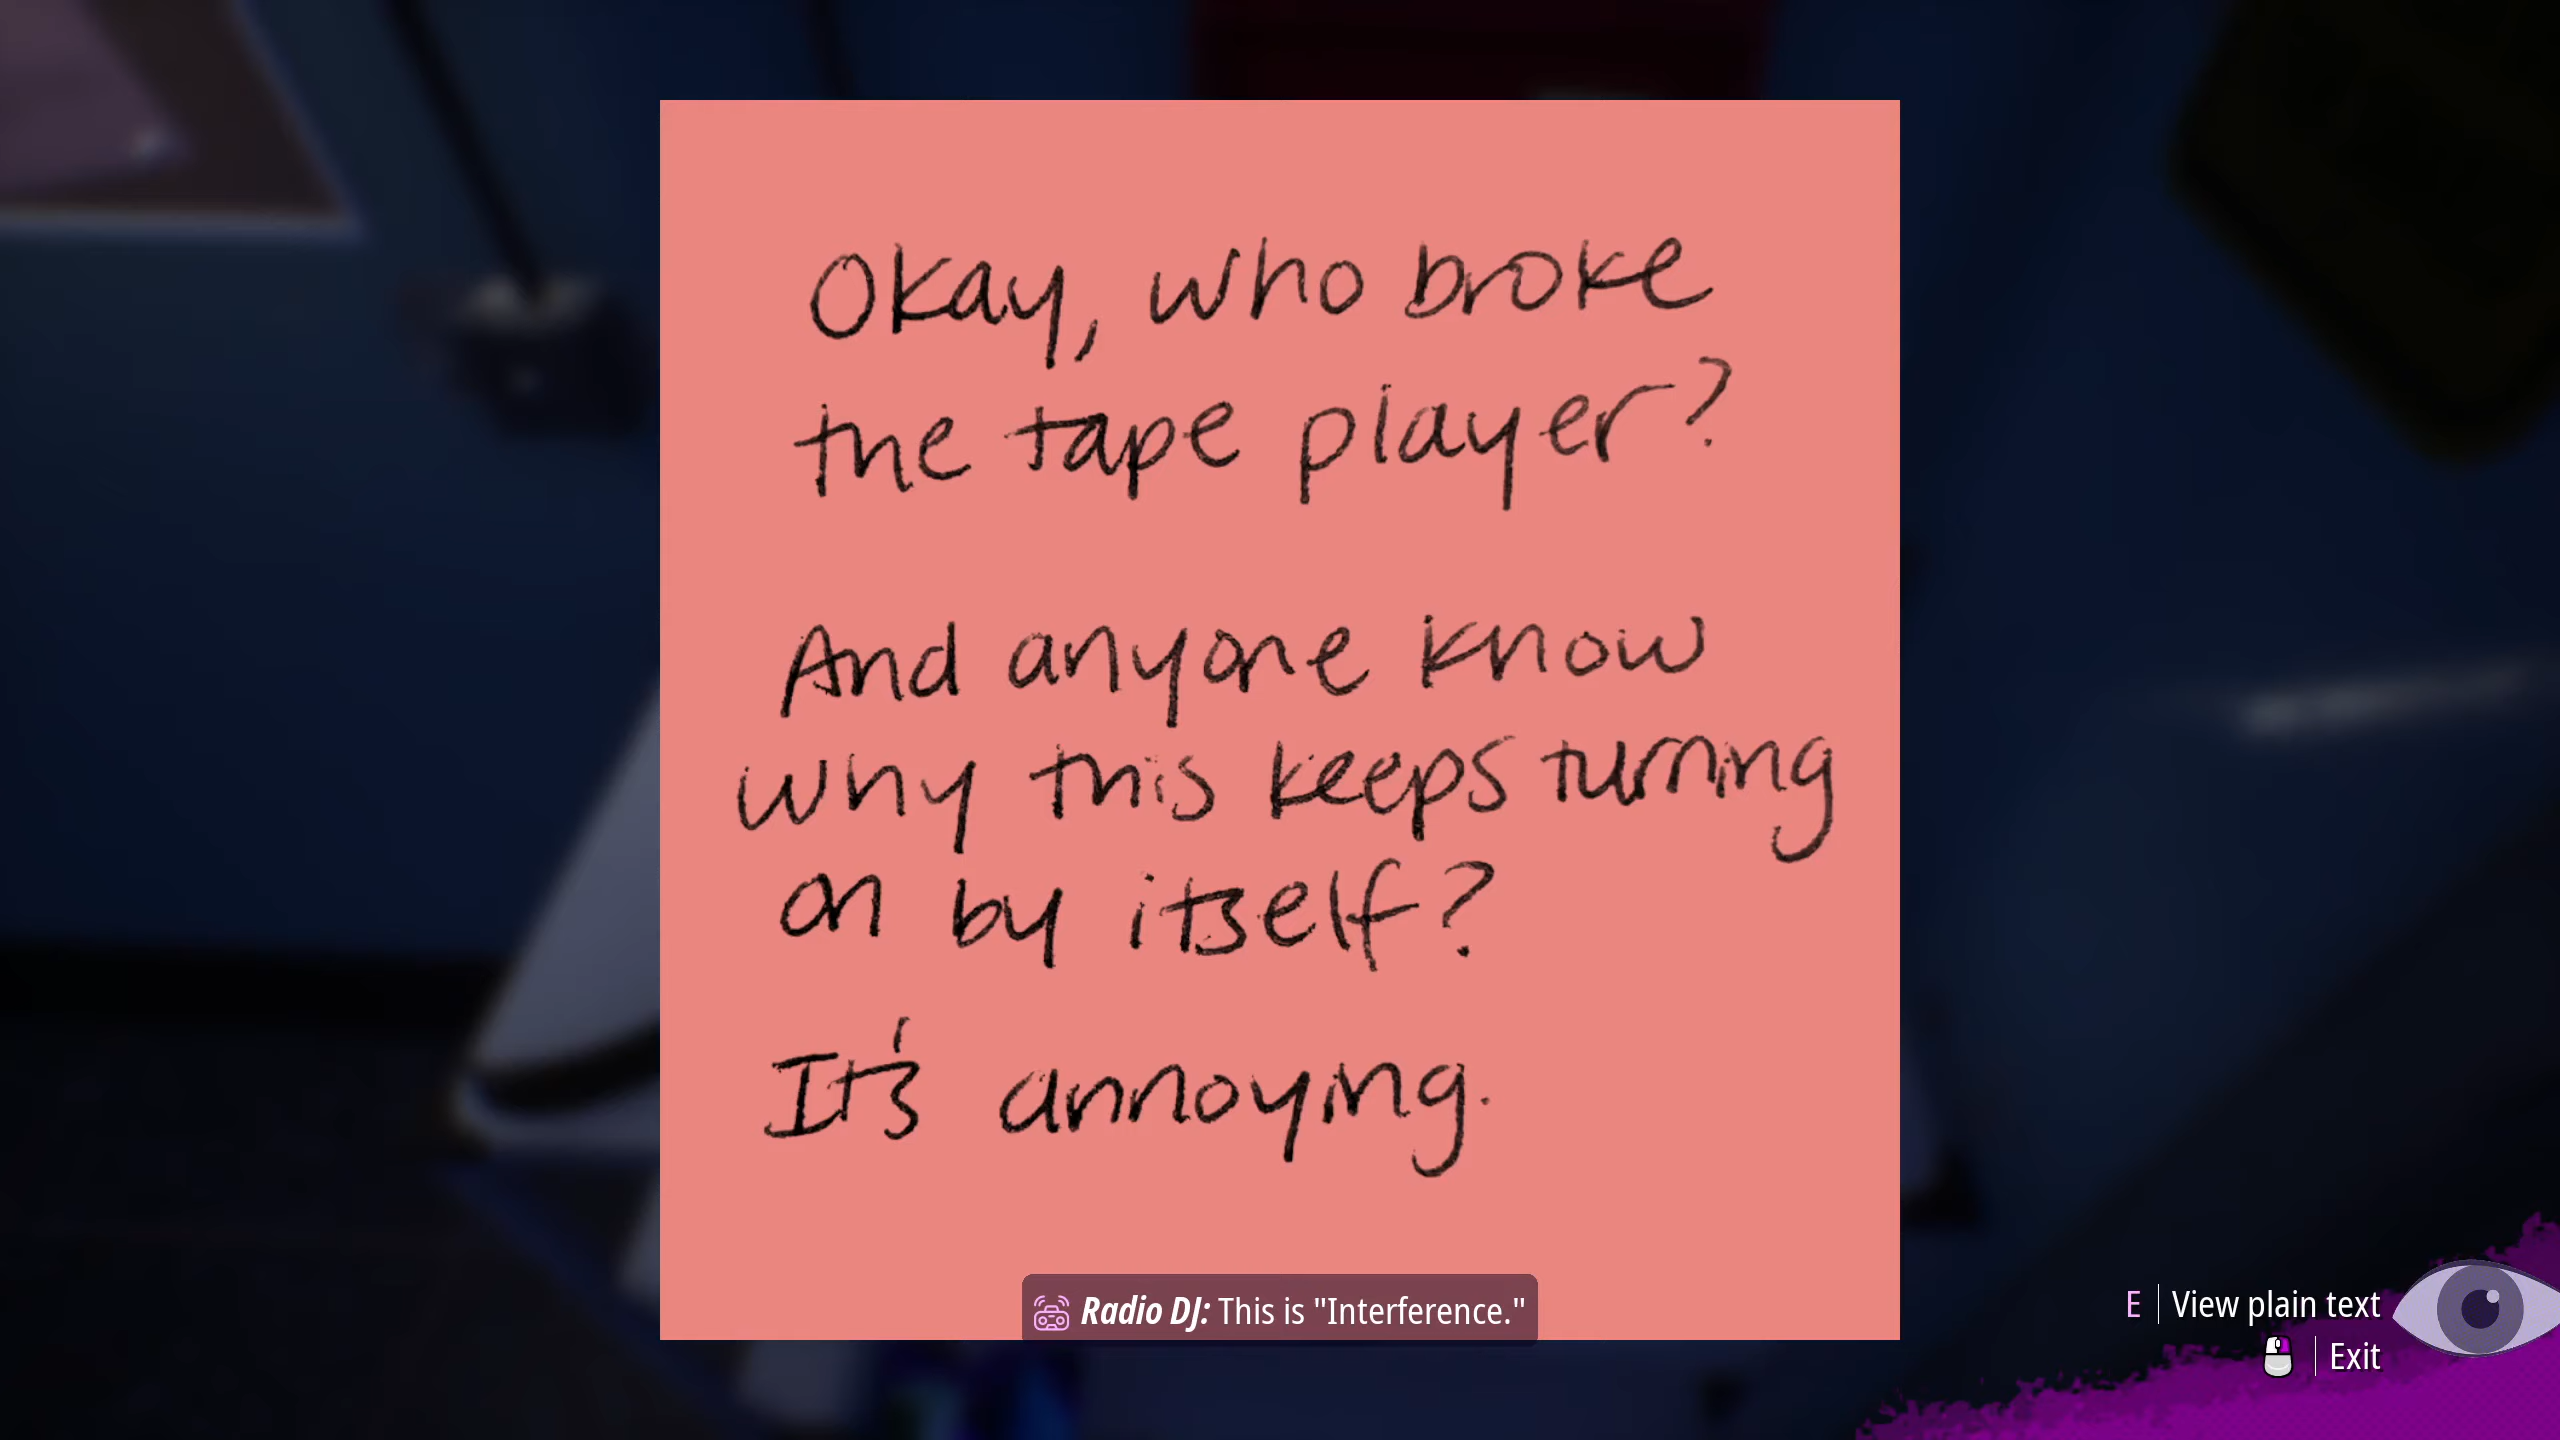 Okay, who broke
the tape player?
And anyone know
why this keeps turning
on by itself?
It's annoying.
Radio DJ: This is "Interference."
E | View plain text
Exit